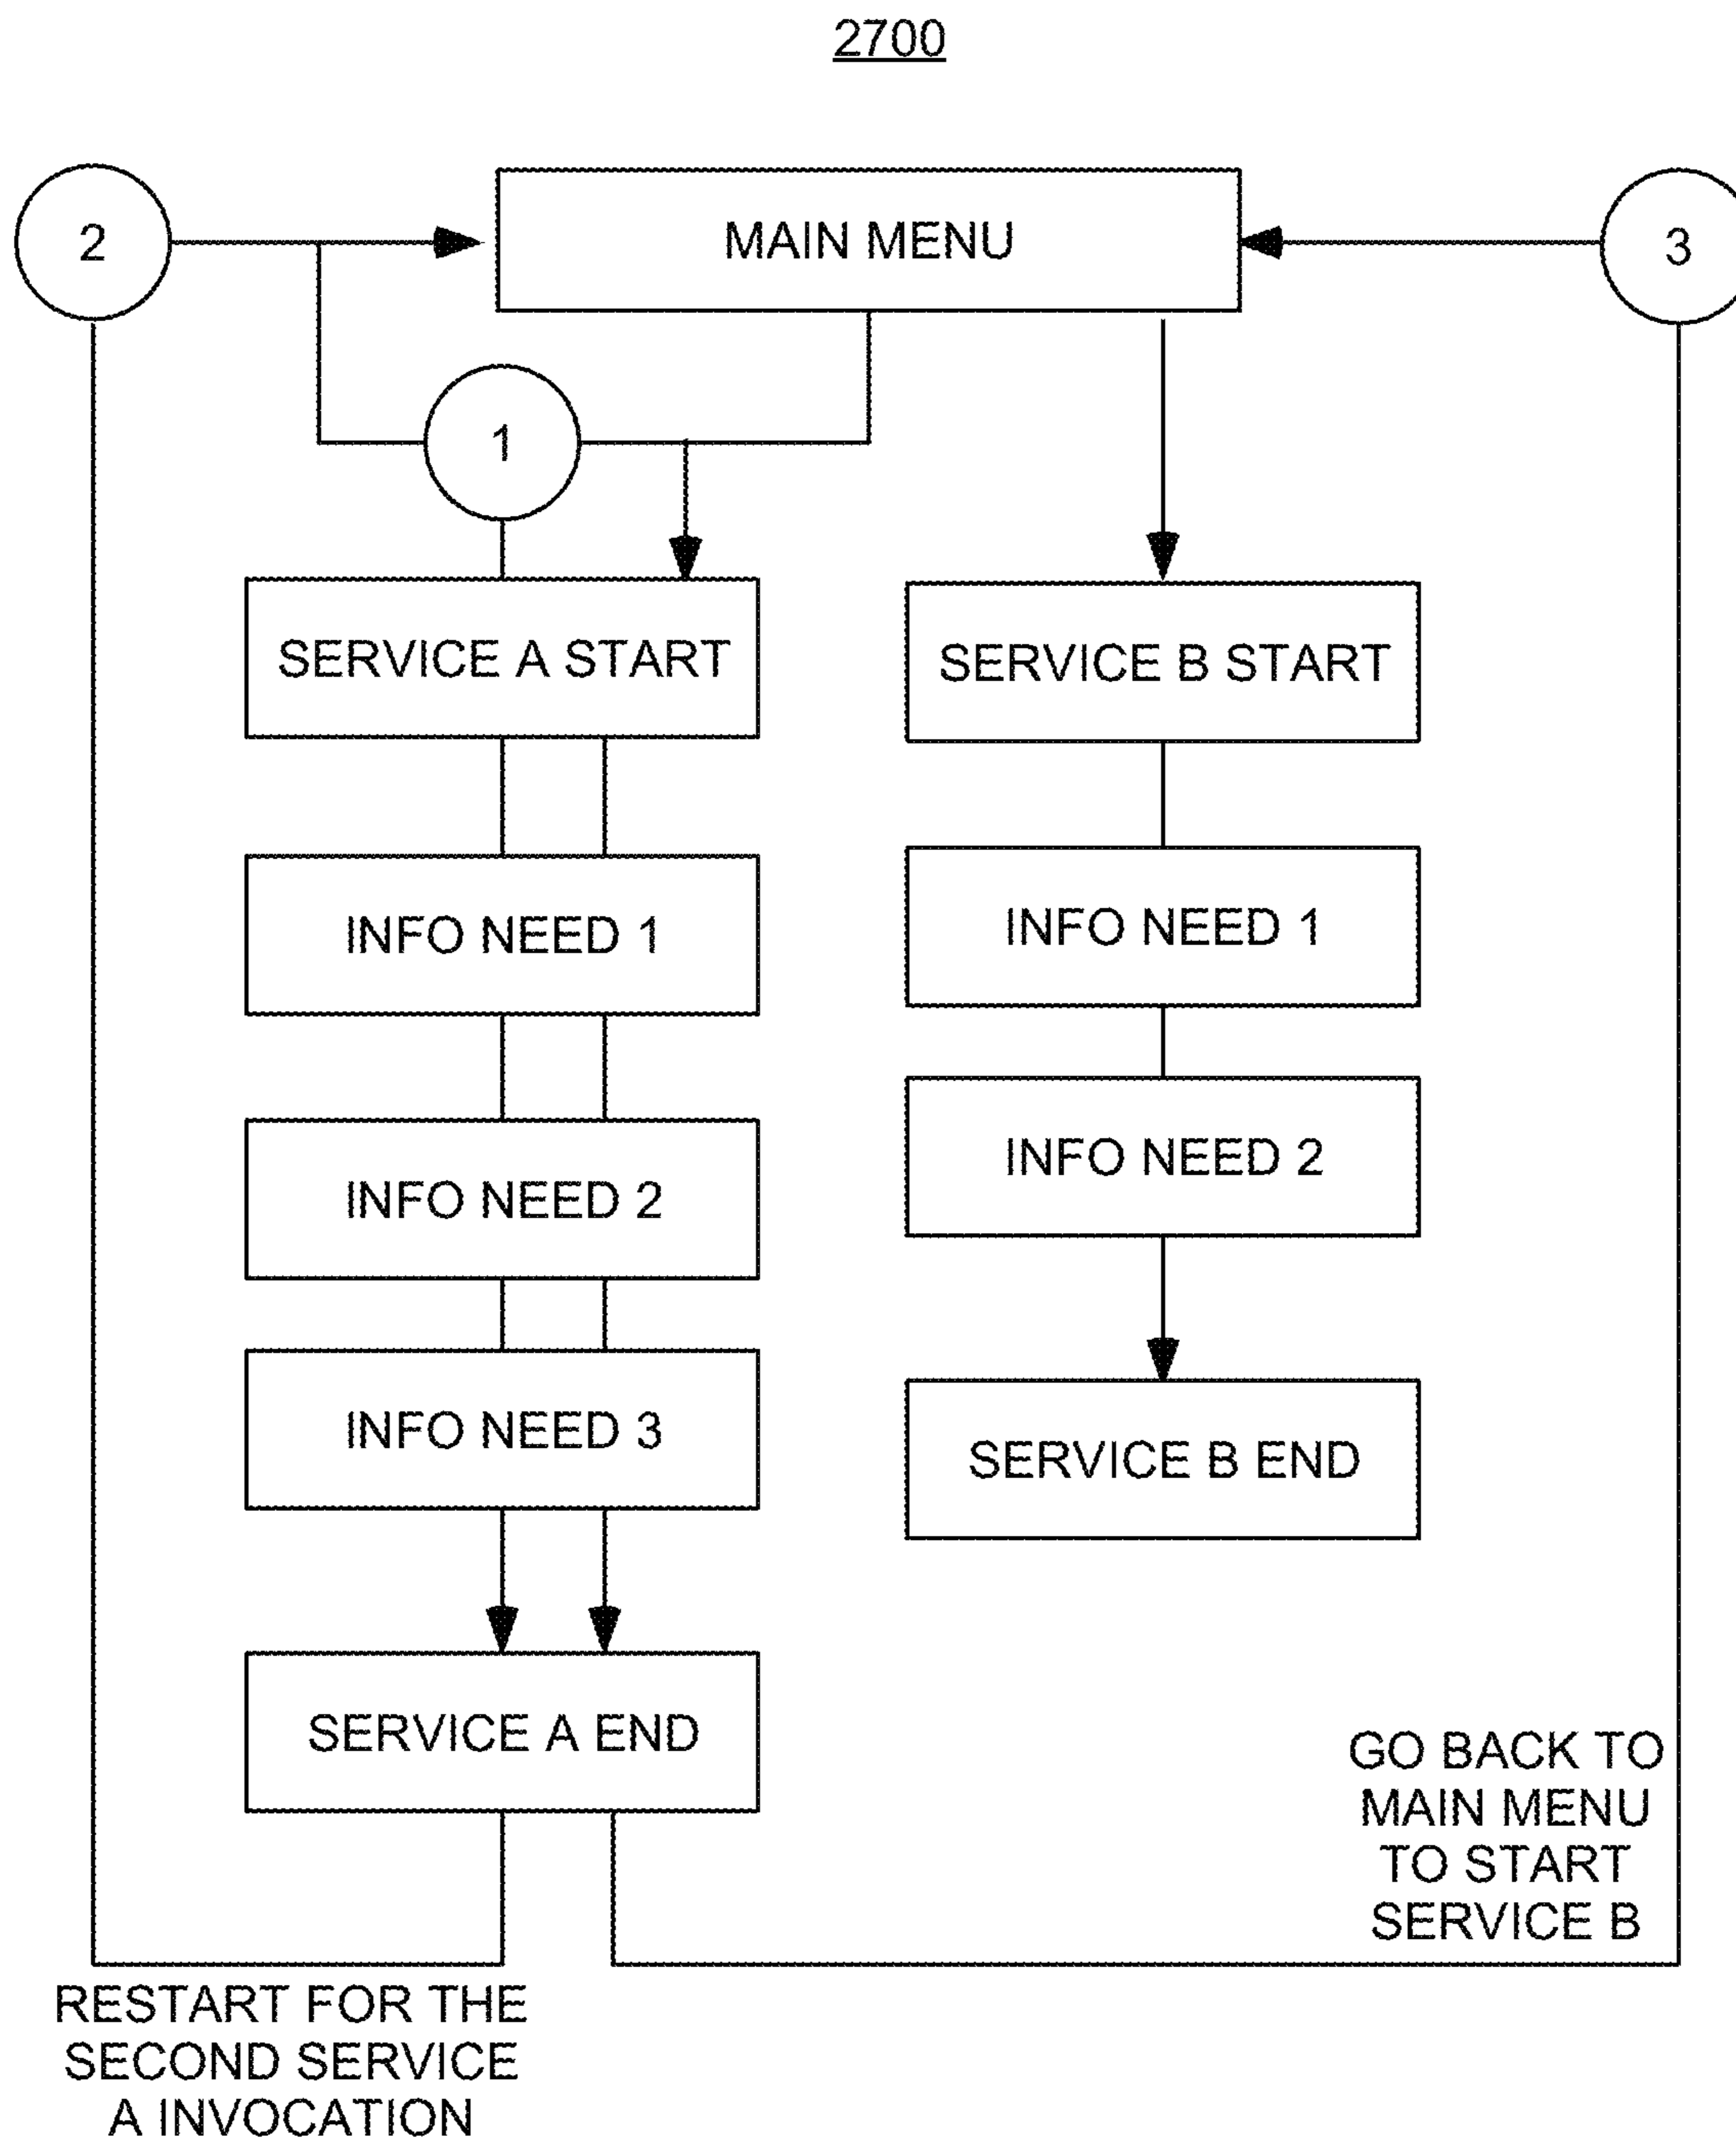 2700
2
MAIN MENU
3
1
SERVICE A START
SERVICE B START
INFO NEED 1
INFO NEED 1
INFO NEED 2
INFO NEED 2
INFO NEED 3
SERVICE B END
SERVICE A END
GO BACK TO
MAIN MENU
TO START
SERVICE B
RESTART FOR THE
SECOND SERVICE
A INVOCATION